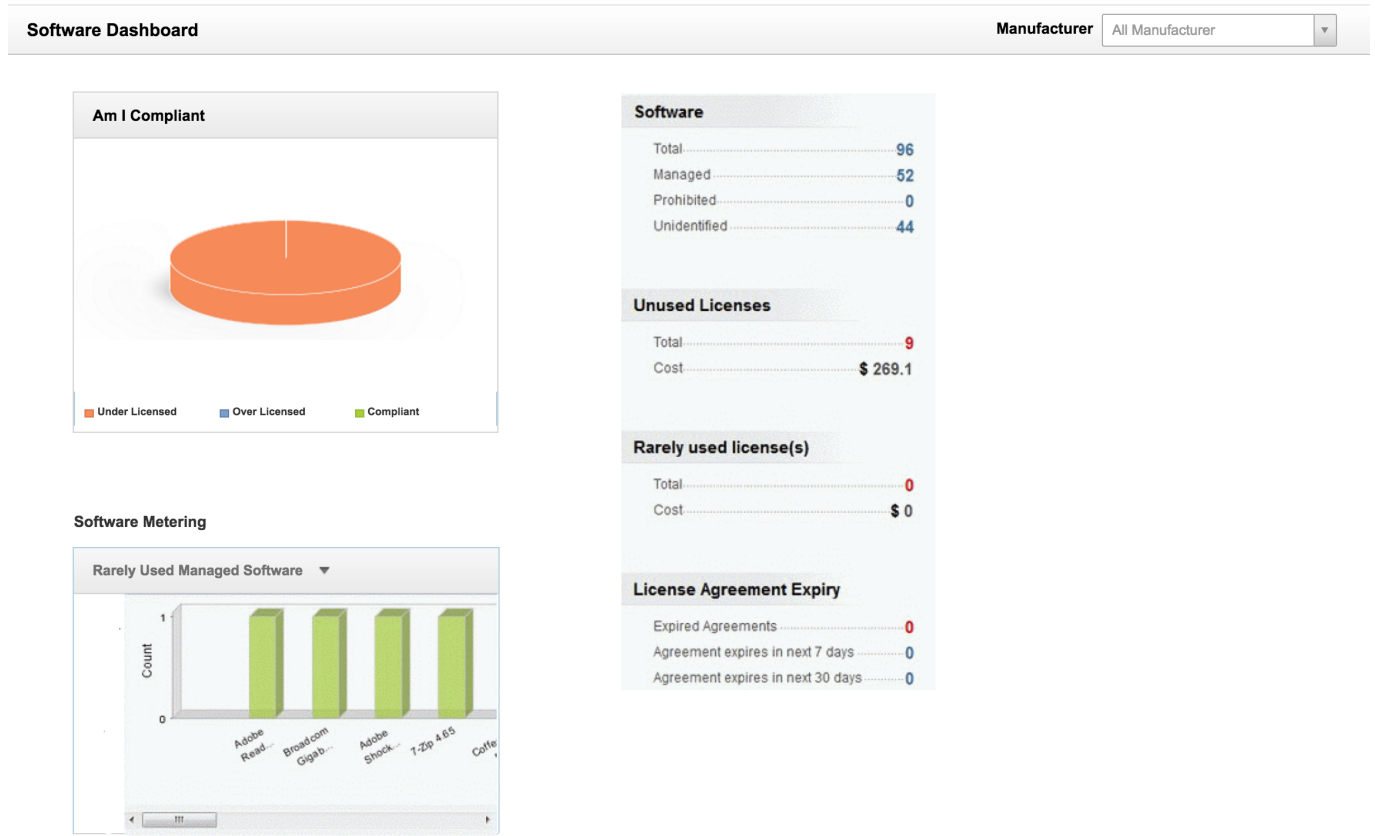 Software Dashboard
Manufacturer
All Manufacturer
Am I Compliant
Under Licensed
Over Licensed
Compliant
Software Metering
Rarely Used Managed Software
Count
1
0
Adobe
Read...
Broadcom
Gigab...
Adobe
Shock...
7-Zip 4.65
Coffe
Software
Total 96
Managed 52
Prohibited 0
Unidentified 44
Unused Licenses
Total 9
Cost $ 269.1
Rarely used license(s)
Total 0
Cost $ 0
License Agreement Expiry
Expired Agreements 0
Agreement expires in next 7 days 0
Agreement expires in next 30 days 0